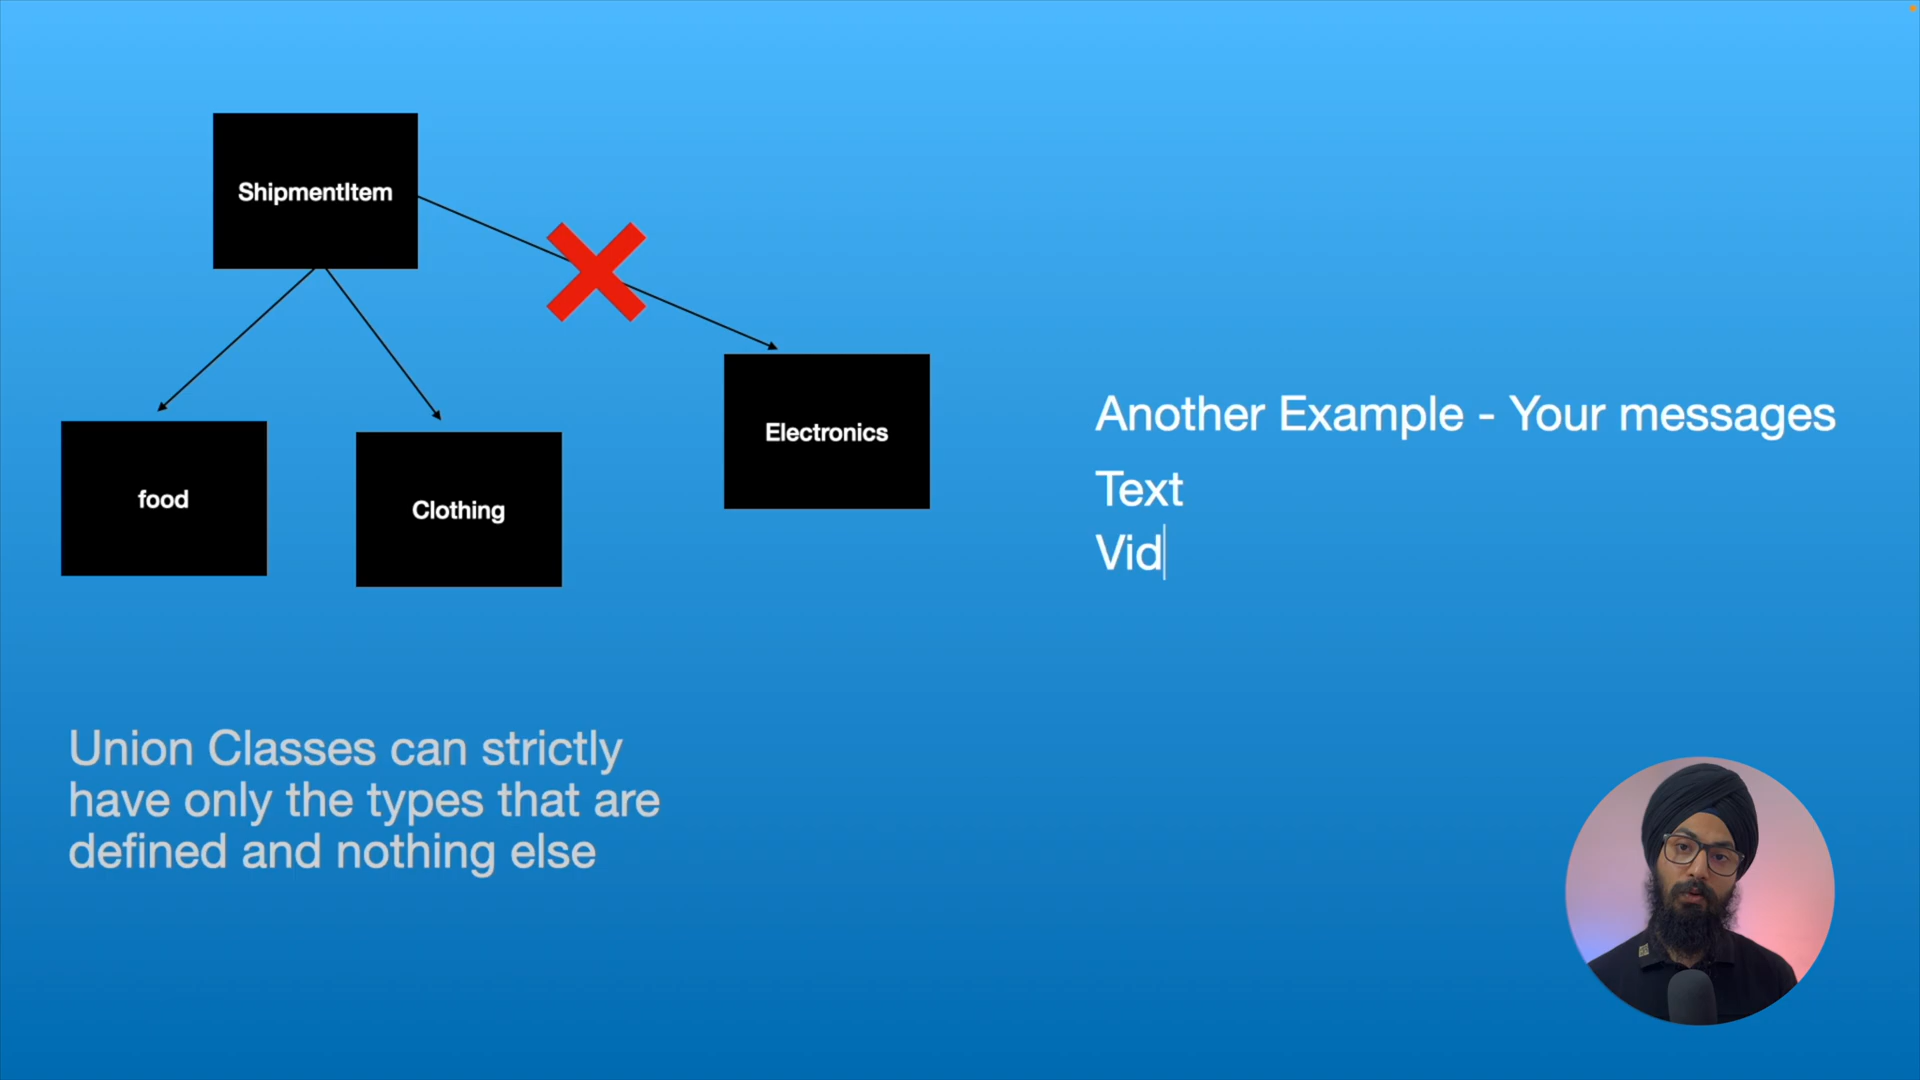 ShipmentItem
food
Clothing
Electronics
Another Example - Your messages
Text
Vid
Union Classes can strictly
have only the types that are
defined and nothing else